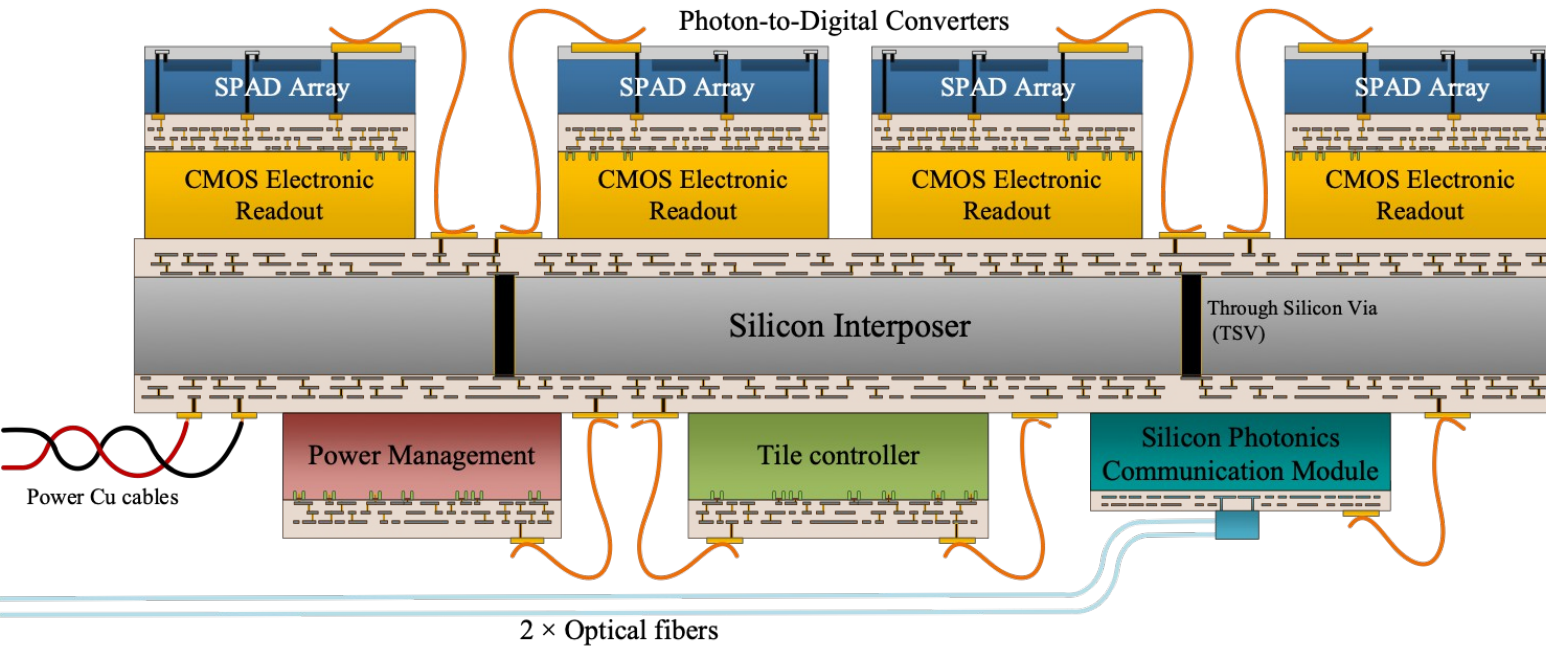 Photon-to-Digital Converters
SPAD Array
SPAD Array
SPAD Array
SPAD Array
CMOS Electronic
Readout
CMOS Electronic
Readout
CMOS Electronic
Readout
CMOS Electronic
Readout
Silicon Interposer
Through Silicon Via
(TSV)
Power Cu cables
Power Management
Tile controller
Silicon Photonics
Communication Module
2 × Optical fibers